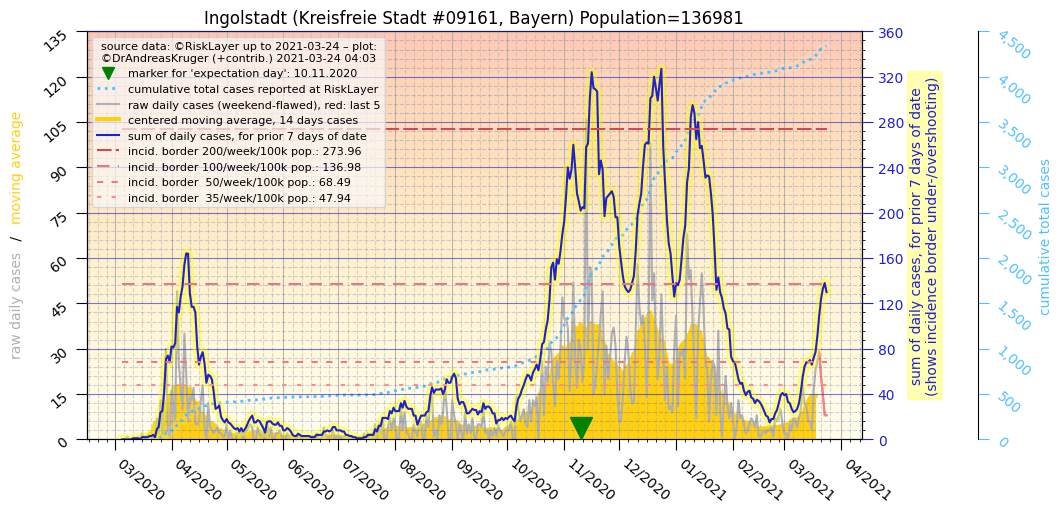 Ingolstadt (Kreisfreie Stadt #09161, Bayern) Population=136981
source data: ©RiskLayer up to 2021-03-24 – plot:
©DrAndreasKruger (+contrib.) 2021-03-24 04:03
marker for 'expectation day': 10.11.2020
cumulative total cases reported at RiskLayer
raw daily cases (weekend-flawed), red: last 5
centered moving average, 14 days cases
sum of daily cases, for prior 7 days of date
incid. border 200/week/100k pop.: 273.96
incid. border 100/week/100k pop.: 136.98
incid. border  50/week/100k pop.: 68.49
incid. border  35/week/100k pop.: 47.94
raw daily cases / moving average
135
120
105
90
75
60
45
30
15
0
03/2020
04/2020
05/2020
06/2020
07/2020
08/2020
09/2020
10/2020
11/2020
12/2020
01/2021
02/2021
03/2021
04/2021
360
320
280
240
200
160
120
80
40
0
sum of daily cases, for prior 7 days of date
(shows incidence border under-/overshooting)
4,500
4,000
3,500
3,000
2,500
2,000
1,500
1,000
500
0
cumulative total cases